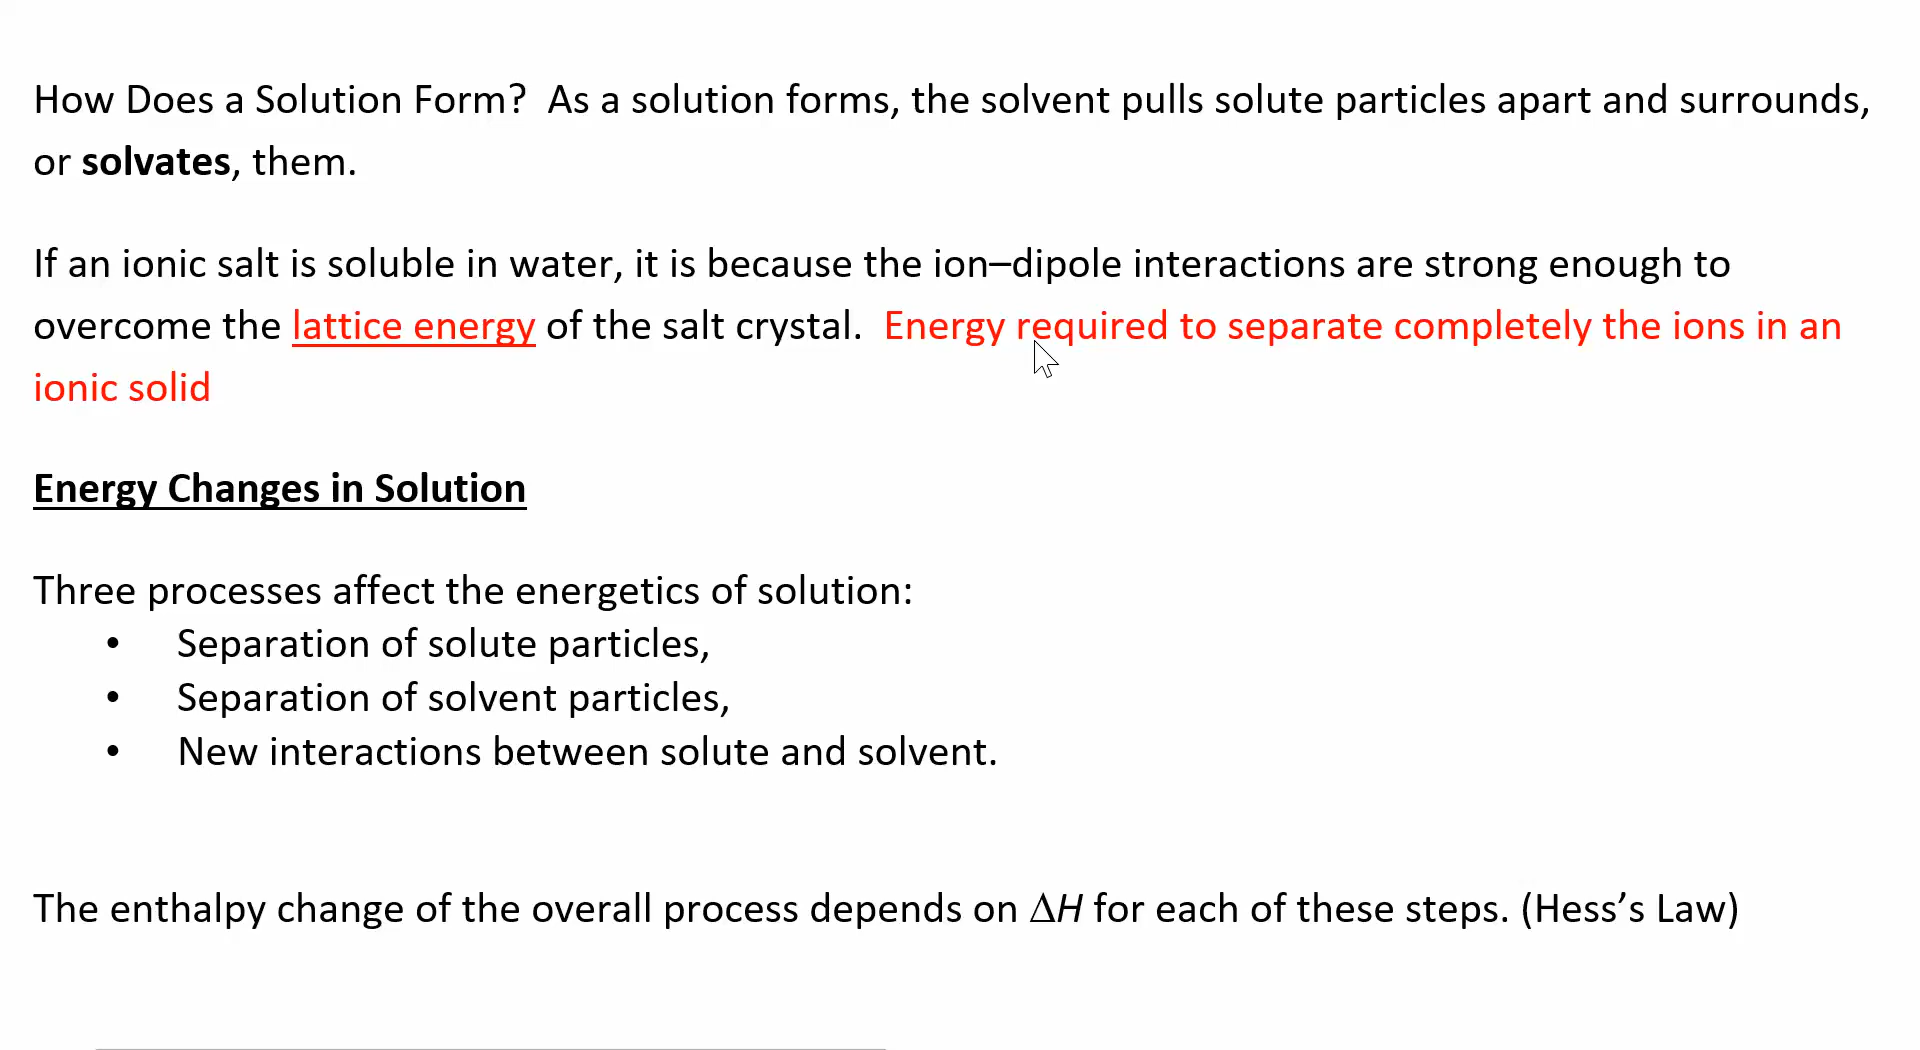 How Does a Solution Form?  As a solution forms, the solvent pulls solute particles apart and surrounds,
or solvates, them.
If an ionic salt is soluble in water, it is because the ion–dipole interactions are strong enough to
overcome the lattice energy of the salt crystal.  Energy required to separate completely the ions in an
ionic solid
Energy Changes in Solution
Three processes affect the energetics of solution:
• Separation of solute particles,
• Separation of solvent particles,
• New interactions between solute and solvent.
The enthalpy change of the overall process depends on ΔH for each of these steps. (Hess’s Law)